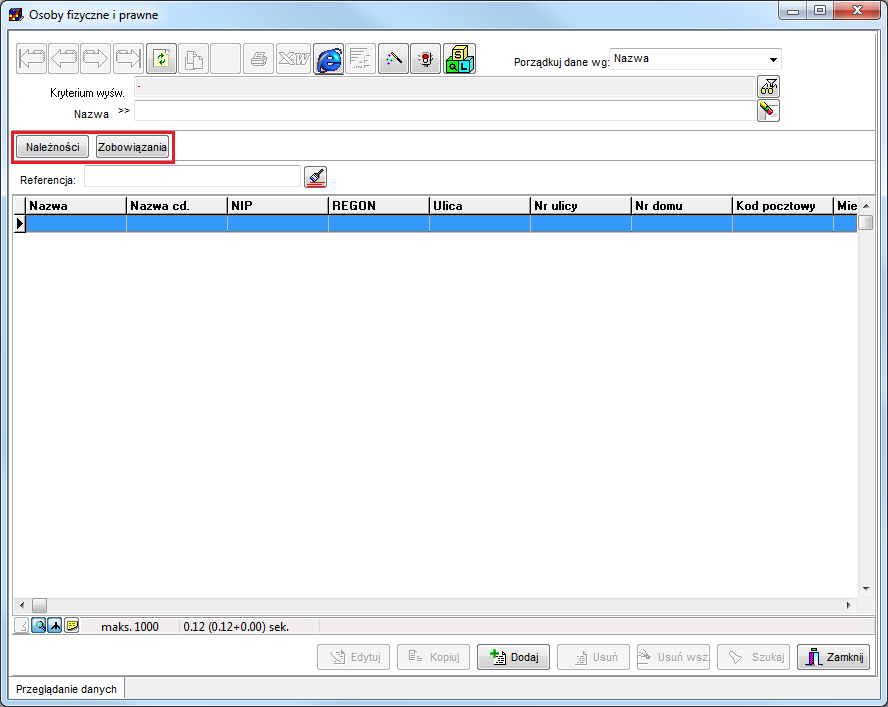 Osoby fizyczne i prawne
XW
SQL
Porządkuj dane wg: Nazwa
Kryterium wyśw. -
Nazwa >>
Należności Zobowiązania
Referencja:
Nazwa Nazwa cd. NIP REGON Ulica Nr ulicy Nr domu Kod pocztowy Mie
maks. 1000 0.12 (0.12+0.00) sek.
Edytuj Kopiuj Dodaj Usuń Usuń wsz Szukaj Zamknij
Przeglądanie danych